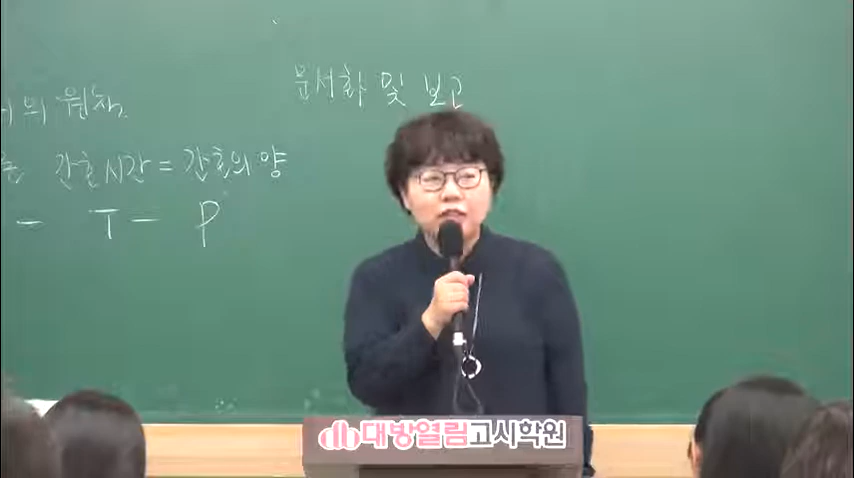 문서화 및 보고
의 원칙
간호시간 = 간호의 양
- T - P
대방열림고시학원